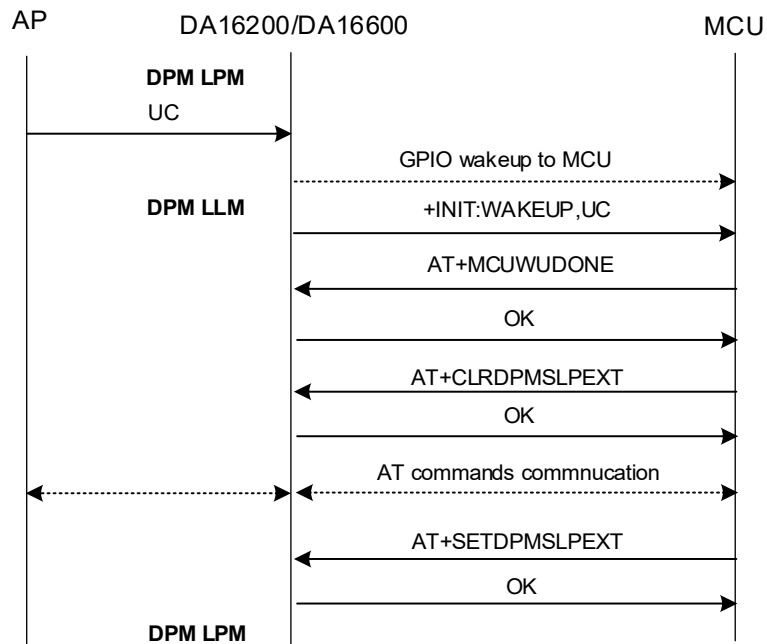 AP
DA16200/DA16600
MCU
DPM LPM
UC
GPIO wakeup to MCU
DPM LLM
+INIT:WAKEUP,UC
AT+MCUWUDONE
OK
AT+CLRDPMSLPEXT
OK
AT commands commnucation
AT+SETDPMSLPEXT
OK
DPM LPM